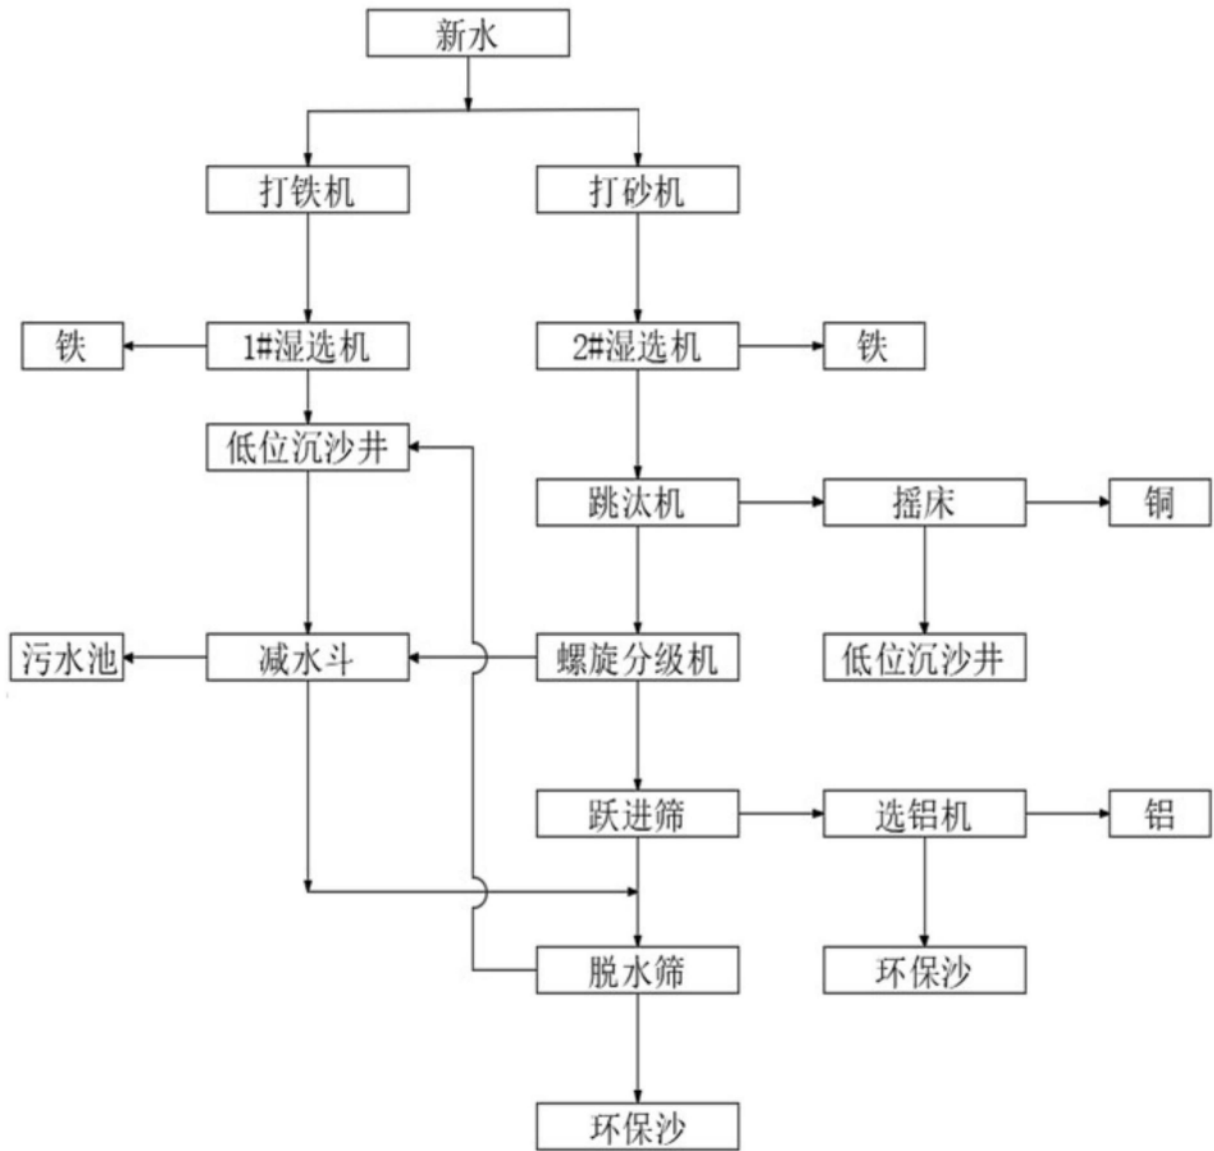 新水
打铁机
打砂机
铁
1#湿选机
2#湿选机
铁
低位沉沙井
跳汰机
摇床
铜
污水池
减水斗
螺旋分级机
低位沉沙井
跃进筛
选铝机
铝
脱水筛
环保沙
环保沙